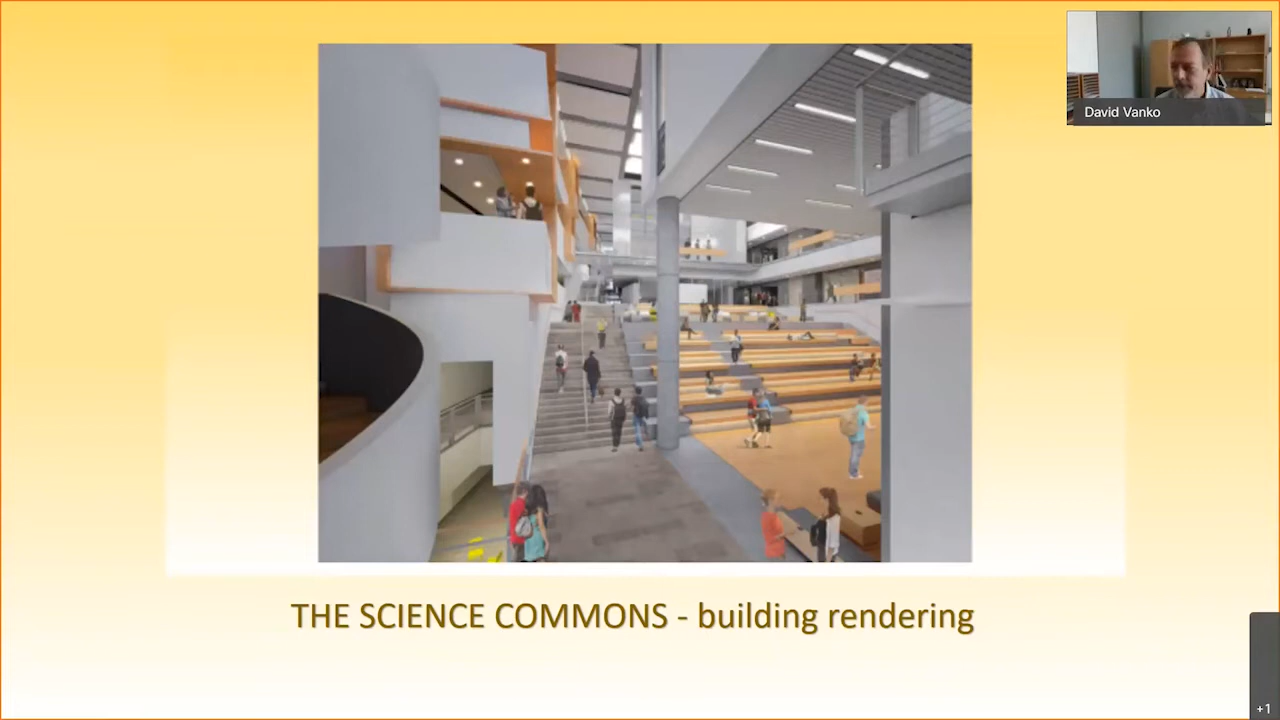 David Vanko
THE SCIENCE COMMONS - building rendering
+1